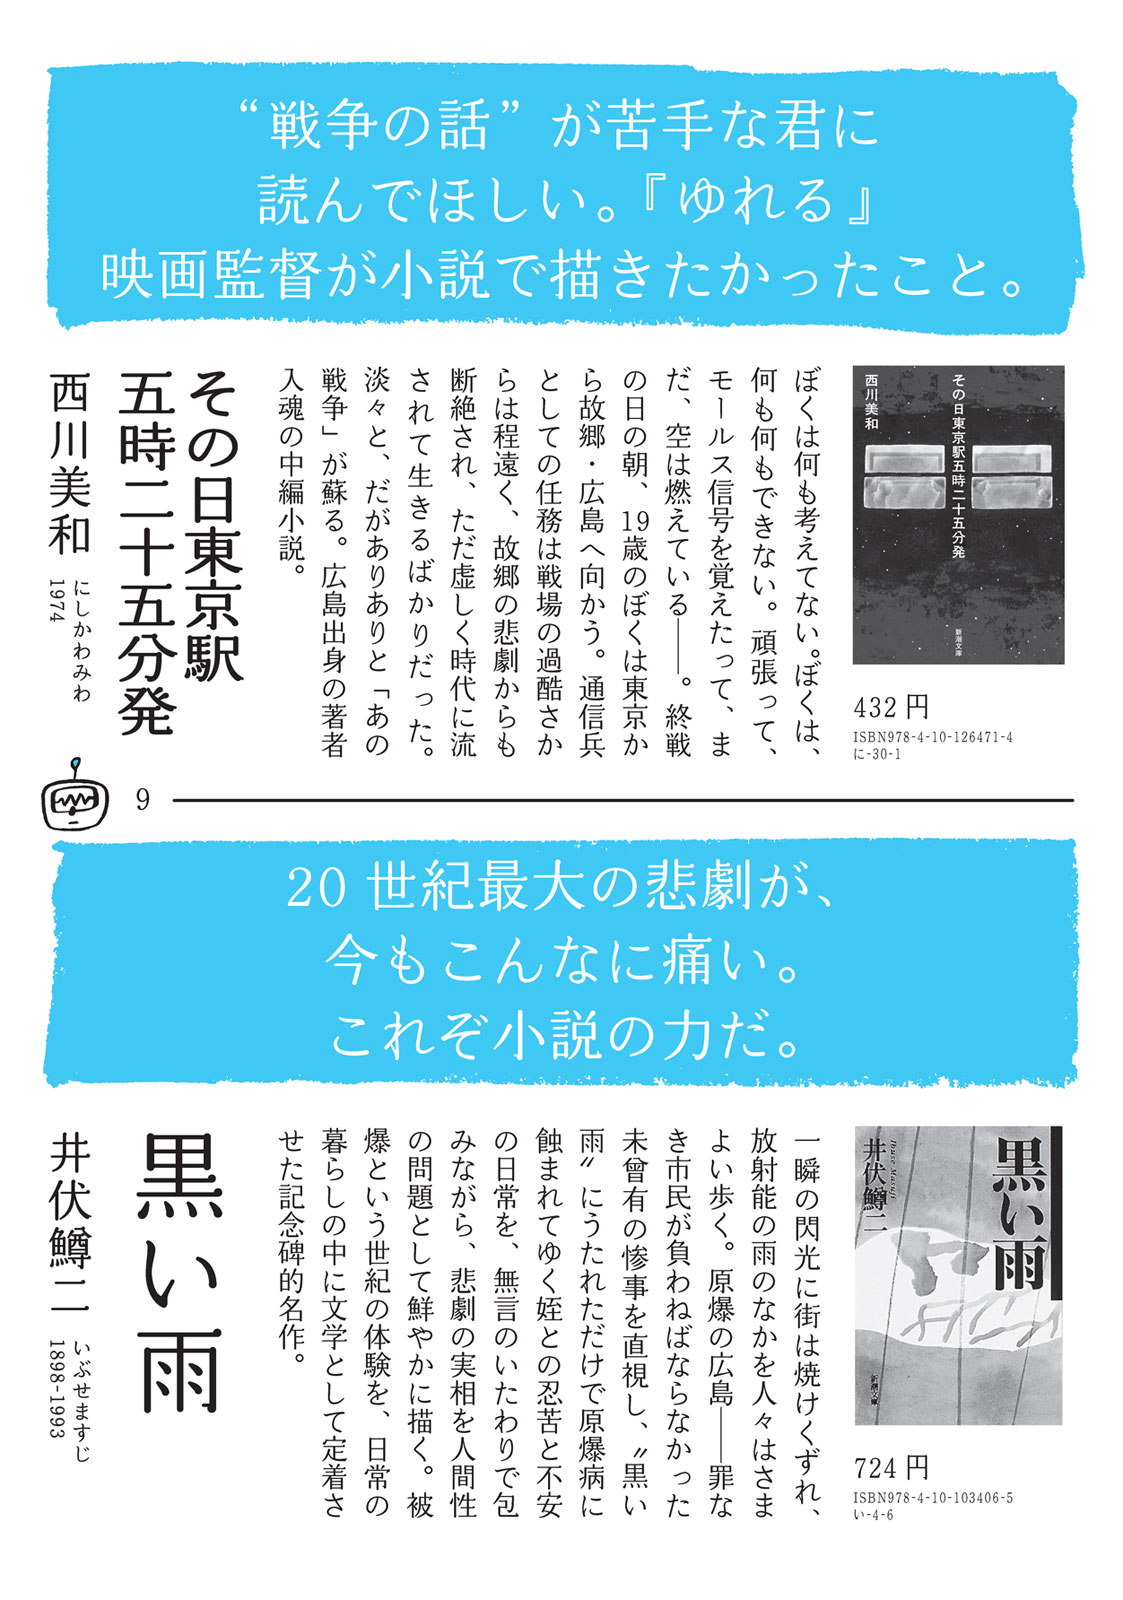 “戦争の話”が苦手な君に
読んでほしい。『ゆれる』
映画監督が小説で描きたかったこと。
西川美和
その日東京駅五時二十五分発
新潮文庫
432円
ISBN978-4-10-126471-4
に-30-1
ぼくは何も考えてない。ぼくは、
何も何もできない。頑張って、
モールス信号を覚えたって、ま
だ、空は燃えている――。終戦
の日の朝、19歳のぼくは東京か
ら故郷・広島へ向かう。通信兵
としての任務は戦場の過酷さか
らは程遠く、故郷の悲劇からも
断絶され、ただ虚しく時代に流
されて生きるばかりだった。
淡々と、だがありありと「あの
戦争」が蘇る。広島出身の著者
入魂の中編小説。
その日東京駅
五時二十五分発
西川美和
にしかわみわ
1974
9
20世紀最大の悲劇が、
今もこんなに痛い。
これぞ小説の力だ。
黒い雨
Ibuse Masuji
井伏鱒二
新潮文庫
724円
ISBN978-4-10-103406-5
い-4-6
一瞬の閃光に街は焼けくずれ、
放射能の雨のなかを人々はさま
よい歩く。原爆の広島――罪な
き市民が負わねばならなかった
未曾有の惨事を直視し、〝黒い
雨〟にうたれただけで原爆病に
蝕まれてゆく姪との忍苦と不安
の日常を、無言のいたわりで包
みながら、悲劇の実相を人間性
の問題として鮮やかに描く。被
爆という世紀の体験を、日常の
暮らしの中に文学として定着さ
せた記念碑的名作。
黒い雨
井伏鱒二
いぶせますじ
1898-1993